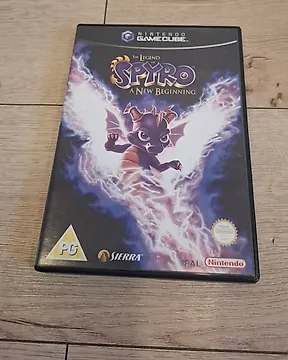 NINTENDO
GAMECUBE
THE LEGEND
OF
SPYRO
A NEW BEGINNING
PG
SIERRA
PAL
Nintendo